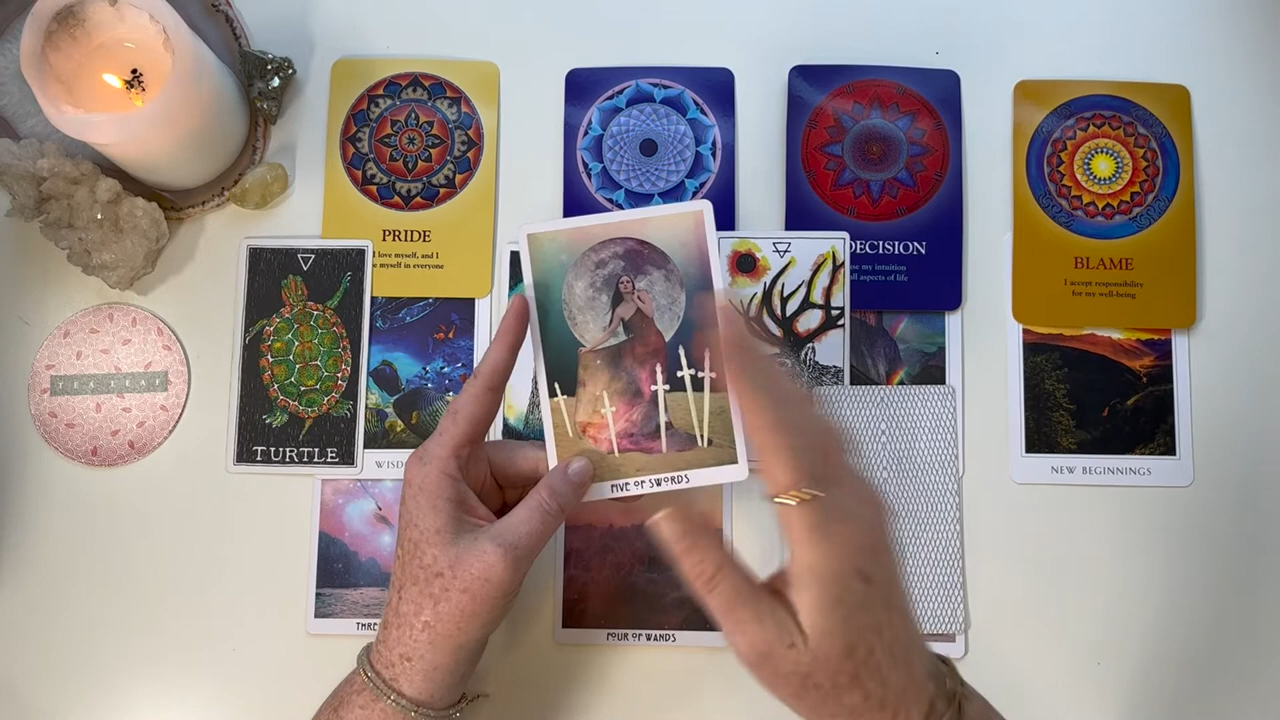 PRIDE
I love myself, and I
myself in everyone
DECISION
my intuition
all aspects of life
BLAME
I accept responsibility
for my well-being
TURTLE
FIVE OF SWORDS
NEW BEGINNINGS
FOUR OF WANDS